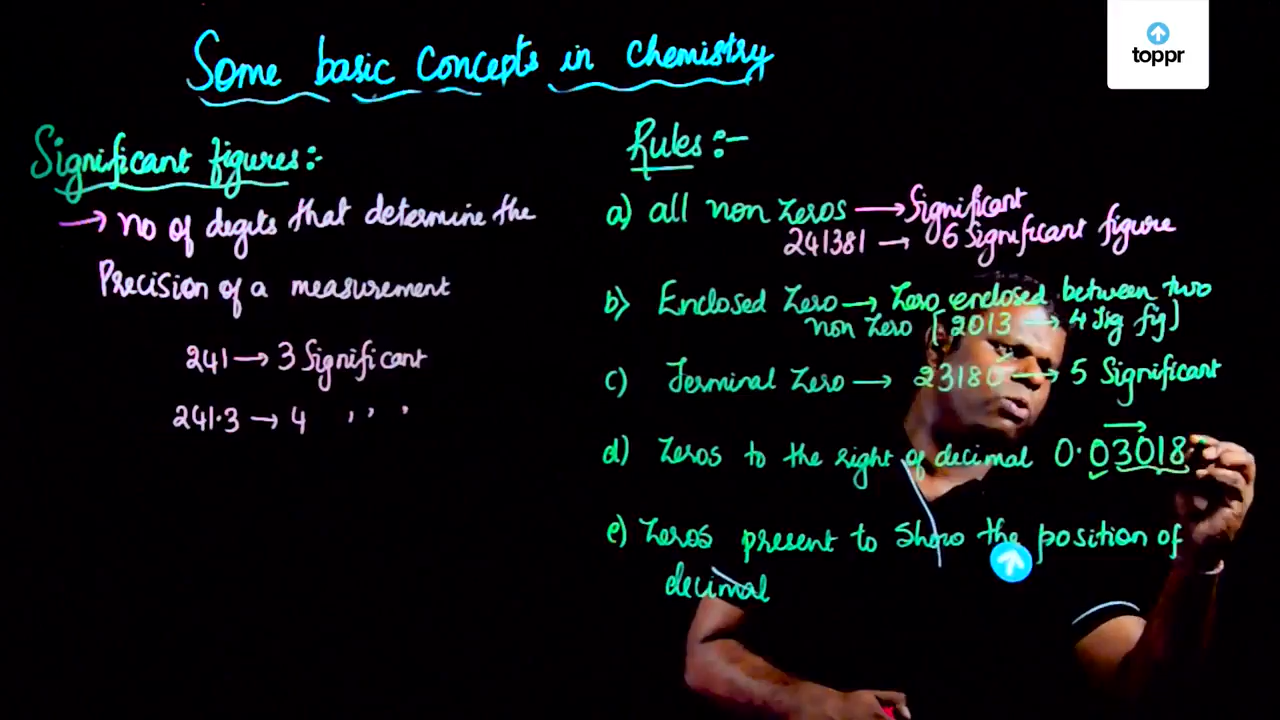 Some basic Concepts in chemistry
toppr
Significant figures:-
→ no of degits that determine the
Precision of a measurement
241 → 3 Significant
241.3 → 4 , , ,
Rules:-
a) all non Zeros → Significant
241381 → 6 Significant figure
b) Enclosed Zero → Zero enclosed between two
non Zero [2013 → 4 Sig fig]
c) Terminal Zero → 23180 → 5 Significant
d) Zeros to the right of decimal 0.03018
e) Zeros present to Show the position of
decimal